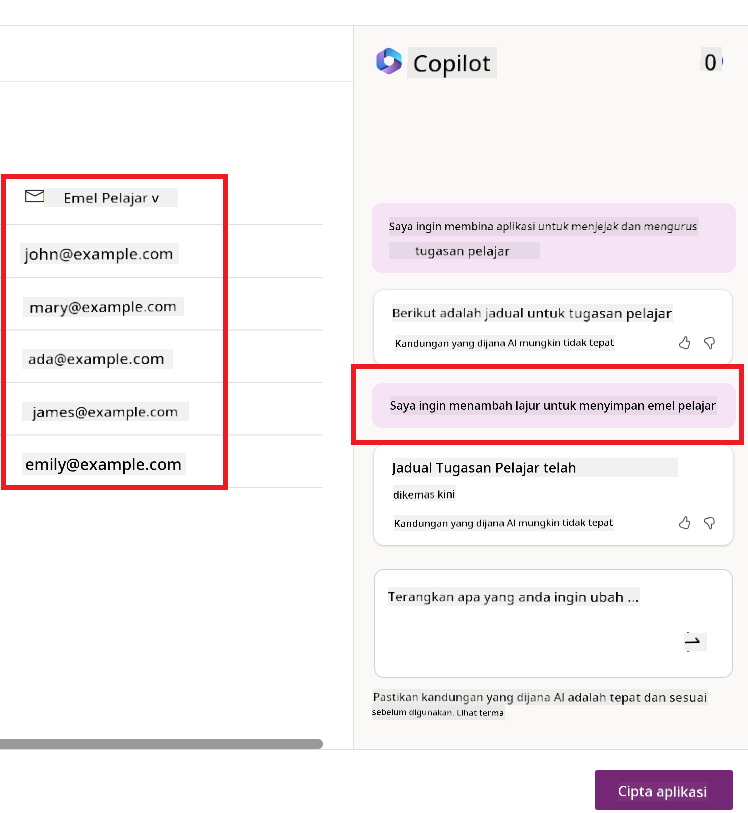 Emel Pelajar v
john@example.com
mary@example.com
ada@example.com
james@example.com
emily@example.com
Copilot
0
Saya ingin membina aplikasi untuk menjejak dan mengurus
tugasan pelajar
Berikut adalah jadual untuk tugasan pelajar
Kandungan yang dijana AI mungkin tidak tepat
Saya ingin menambah lajur untuk menyimpan emel pelajar
Jadual Tugasan Pelajar telah
dikemas kini
Kandungan yang dijana AI mungkin tidak tepat
Terangkan apa yang anda ingin ubah ...
Pastikan kandungan yang dijana AI adalah tepat dan sesuai
sebelum digunakan. Lihat terma
Cipta aplikasi